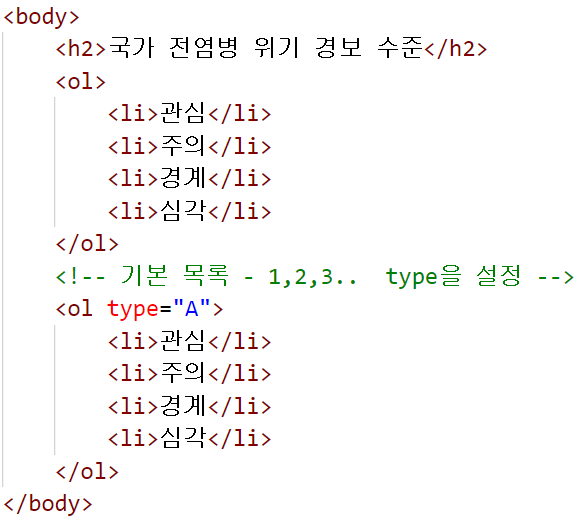 <body>
<h2>국가 전염병 위기 경보 수준</h2>
<ol>
<li>관심</li>
<li>주의</li>
<li>경계</li>
<li>심각</li>
</ol>
<!-- 기본 목록 - 1,2,3..  type을 설정 -->
<ol type="A">
<li>관심</li>
<li>주의</li>
<li>경계</li>
<li>심각</li>
</ol>
</body>